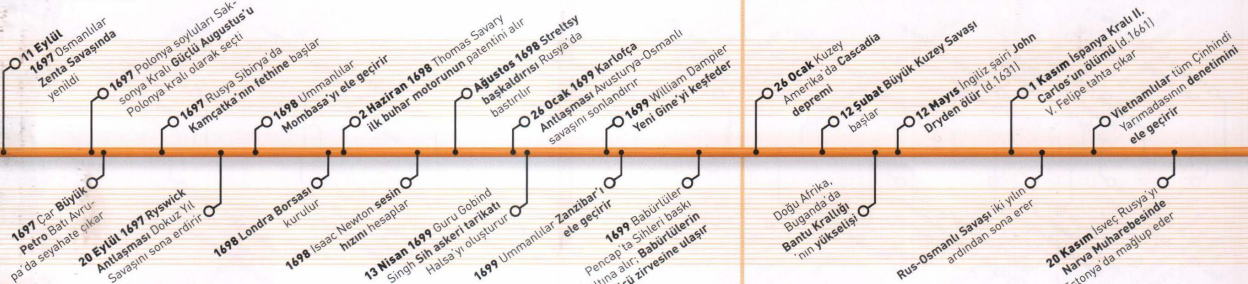 11 Eylül
1697 Osmanlılar
Zenta Savaşında
yenildi
1697 Polonya soyluları Sak-
sonya Kralı Güçlü Augustus'u
Polonya Kralı olarak seçti
1697 Rusya Sibirya'da
Kamçatka'nın fethine başlar
1698 Ummanlılar
Mombasa'yı ele geçirir
2 Haziran 1698 Thomas Savary
ilk buhar motorunun patentini alır
Ağustos 1698 Streltsy
başkaldırısı Rusya'da
bastırılır
26 Ocak 1699 Karlofça
Antlaşması Avusturya-Osmanlı
savaşını sonlandırır
1699 William Dampier
Yeni Gine'yi keşfeder
26 Ocak Kuzey
Amerika'da Cascadia
depremi
12 Şubat Büyük Kuzey Savaşı
başlar
12 Mayıs İngiliz şairi John
Dryden ölür (d.1631)
1 Kasım İspanya Kralı II.
Carlos'un ölümü (d.1661)
V. Felipe tahta çıkar
Vietnamlılar tüm Çinhindi
Yarımadasının denetimini
ele geçirir
1697 Çar Büyük
Petro Batı Avru-
pa'da seyahate çıkar
20 Eylül 1697 Ryswick
Antlaşması Dokuz Yıl
Savaşını sona erdirir
1698 Londra Borsası
kurulur
1698 Isaac Newton sesin
hızını hesaplar
13 Nisan 1699 Guru Gobind
Singh Sih askeri tarikatı
Halsa'yı oluşturur
1699 Ummanlılar Zanzibar'ı
ele geçirir
1699 Babürlüler
Pencap'ta Sihleri baskı
altına alır; Babürlülerin
zirvesine ulaşır
Doğu Afrika,
Buganda'da
Bantu Krallığı
'nın yükselişi
Rus-Osmanlı Savaşı iki yılın
ardından sona erer
20 Kasım İsveç Rusya'yı
Narva Muharebesinde
Estonya'da mağlup eder